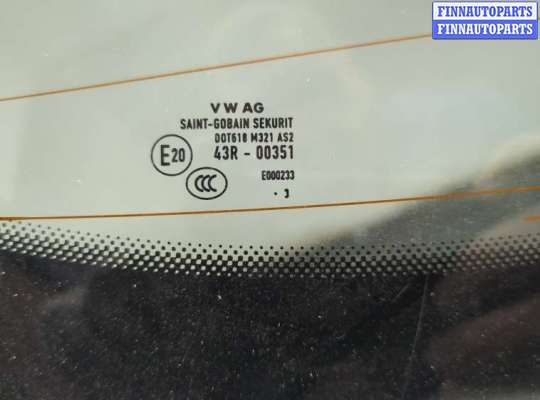 FINNAUTOPARTS
FINNAUTOPARTS
VW AG
SAINT-GOBAIN SEKURIT
DOT618 M321 AS2
E20 43R - 00351
CCC E000233
· 3